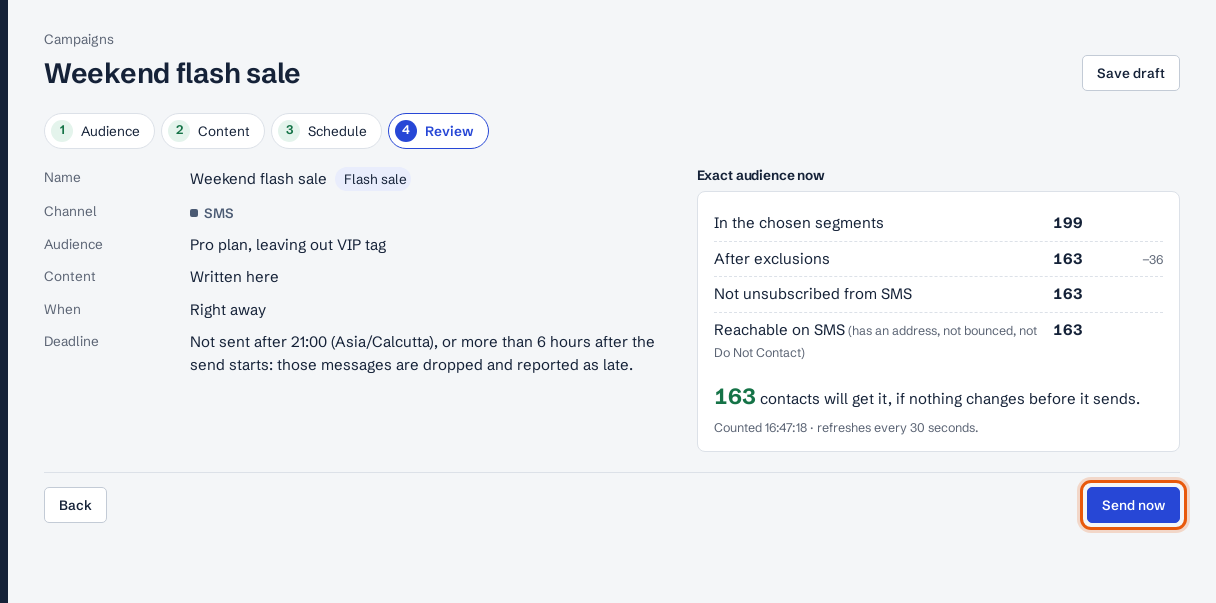 Campaigns
Weekend flash sale
Save draft
1 Audience
2 Content
3 Schedule
4 Review
Name
Weekend flash sale Flash sale
Channel
SMS
Audience
Pro plan, leaving out VIP tag
Content
Written here
When
Right away
Deadline
Not sent after 21:00 (Asia/Calcutta), or more than 6 hours after the
send starts: those messages are dropped and reported as late.
Exact audience now
In the chosen segments 199
After exclusions 163 −36
Not unsubscribed from SMS 163
Reachable on SMS (has an address, not bounced, not 163
Do Not Contact)
163 contacts will get it, if nothing changes before it sends.
Counted 16:47:18 · refreshes every 30 seconds.
Back
Send now